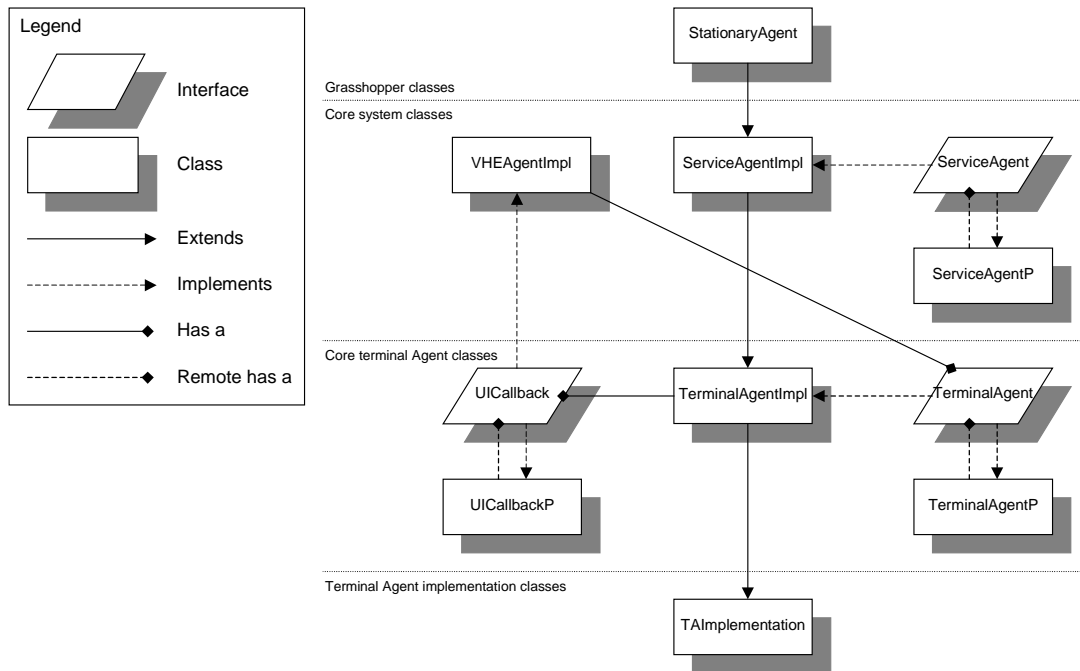 Legend
Interface
Class
Extends
Implements
Has a
Remote has a
StationaryAgent
Grasshopper classes
Core system classes
VHEAgentImpl
ServiceAgentImpl
ServiceAgent
ServiceAgentP
Core terminal Agent classes
UICallback
TerminalAgentImpl
TerminalAgent
UICallbackP
TerminalAgentP
Terminal Agent implementation classes
TAImplementation